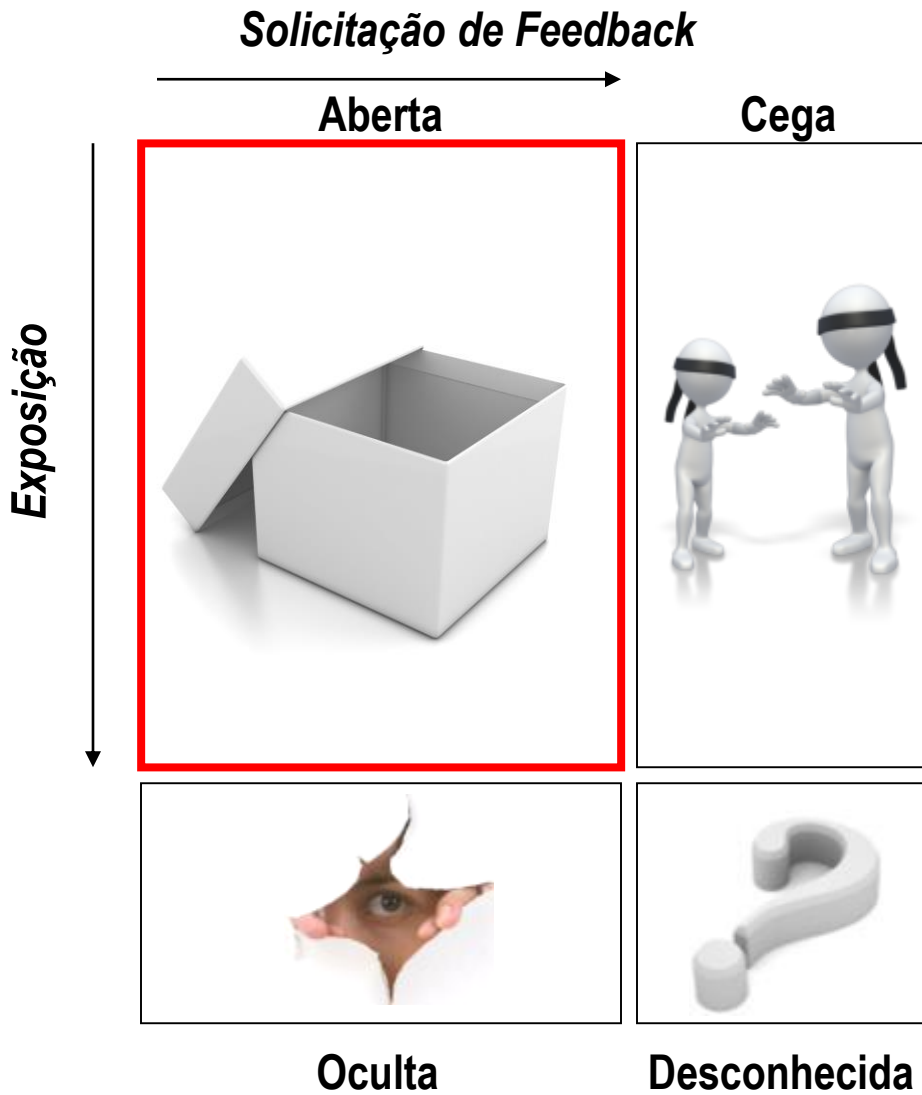 Solicitação de Feedback
Aberta
Cega
Exposição
Oculta
Desconhecida